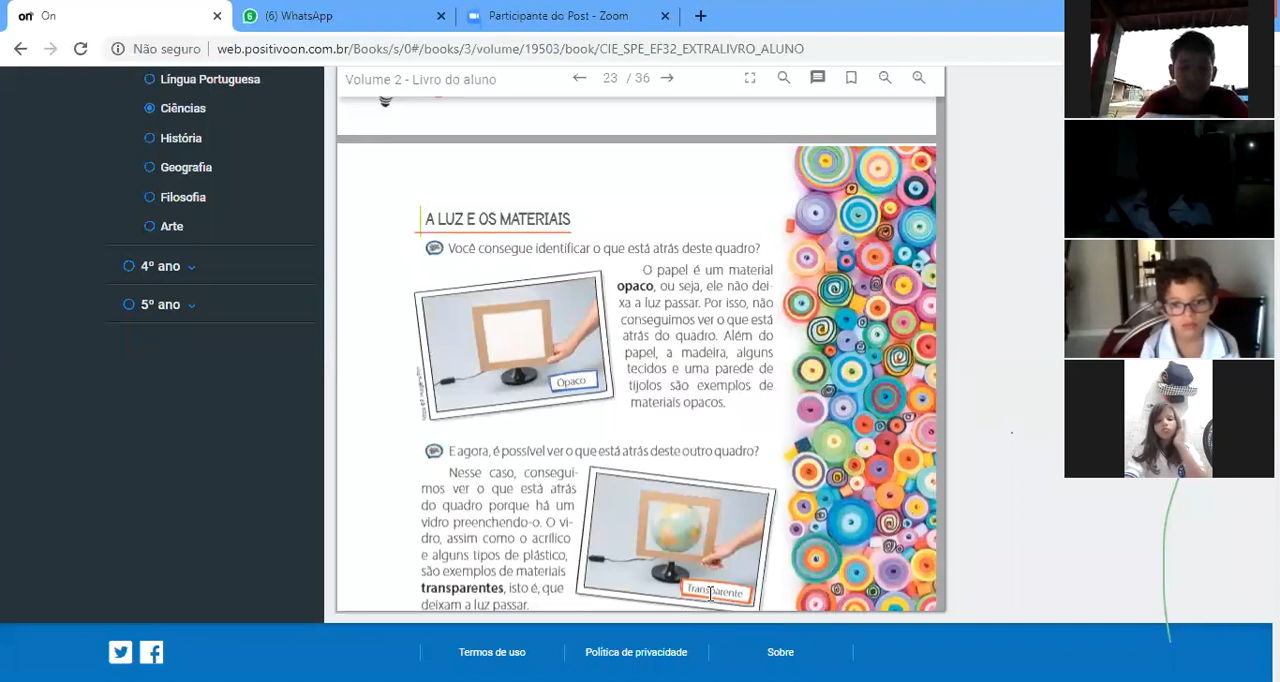 on On
(6) WhatsApp
Participante do Post - Zoom
Não seguro
web.positivoon.com.br/Books/s/0#/books/3/volume/19503/book/CIE_SPE_EF32_EXTRALIVRO_ALUNO
Língua Portuguesa
Ciências
História
Geografia
Filosofia
Arte
4º ano
5º ano
Volume 2 - Livro do aluno
23 / 36
A LUZ E OS MATERIAIS
Você consegue identificar o que está atrás deste quadro?
O papel é um material
opaco, ou seja, ele não dei-
xa a luz passar. Por isso, não
conseguimos ver o que está
atrás do quadro. Além do
papel, a madeira, alguns
tecidos e uma parede de
tijolos são exemplos de
materiais opacos.
Opaco
E agora, é possível ver o que está atrás deste outro quadro?
Nesse caso, consegui-
mos ver o que está atrás
do quadro porque há um
vidro preenchendo-o. O vi-
dro, assim como o acrílico
e alguns tipos de plástico,
são exemplos de materiais
transparentes, isto é, que
deixam a luz passar.
Transparente
Termos de uso
Política de privacidade
Sobre